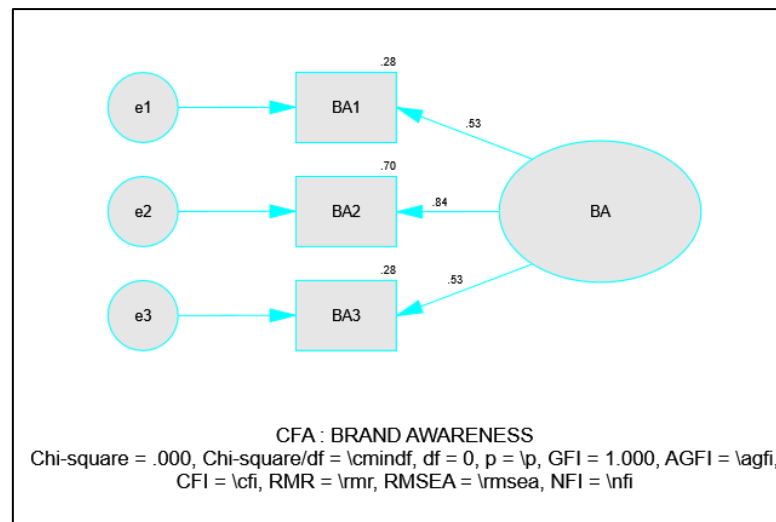 .28
e1
BA1
.53
.70
e2
BA2
.84
BA
.28
e3
BA3
.53
CFA : BRAND AWARENESS
Chi-square = .000, Chi-square/df = \cmindf, df = 0, p = \p, GFI = 1.000, AGFI = \agfi,
CFI = \cfi, RMR = \rmr, RMSEA = \rmsea, NFI = \nfi